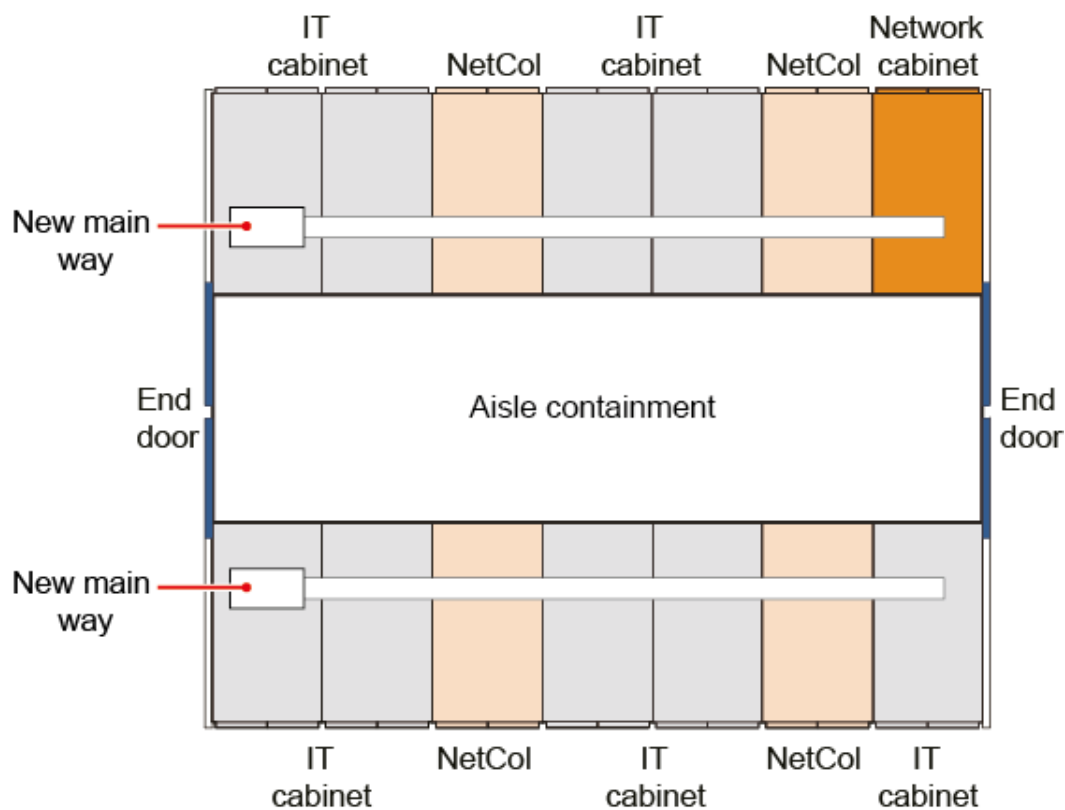 IT
cabinet
NetCol
IT
cabinet
NetCol
Network
cabinet
New main
way
End
door
Aisle containment
End
door
New main
way
IT
cabinet
NetCol
IT
cabinet
NetCol
IT
cabinet